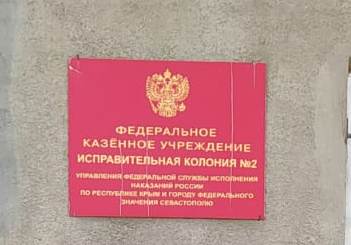 ФЕДЕРАЛЬНОЕ
КАЗЁННОЕ УЧРЕЖДЕНИЕ
ИСПРАВИТЕЛЬНАЯ КОЛОНИЯ №2
УПРАВЛЕНИЯ ФЕДЕРАЛЬНОЙ СЛУЖБЫ ИСПОЛНЕНИЯ
НАКАЗАНИЙ РОССИИ
ПО РЕСПУБЛИКЕ КРЫМ И ГОРОДУ ФЕДЕРАЛЬНОГО
ЗНАЧЕНИЯ СЕВАСТОПОЛЮ